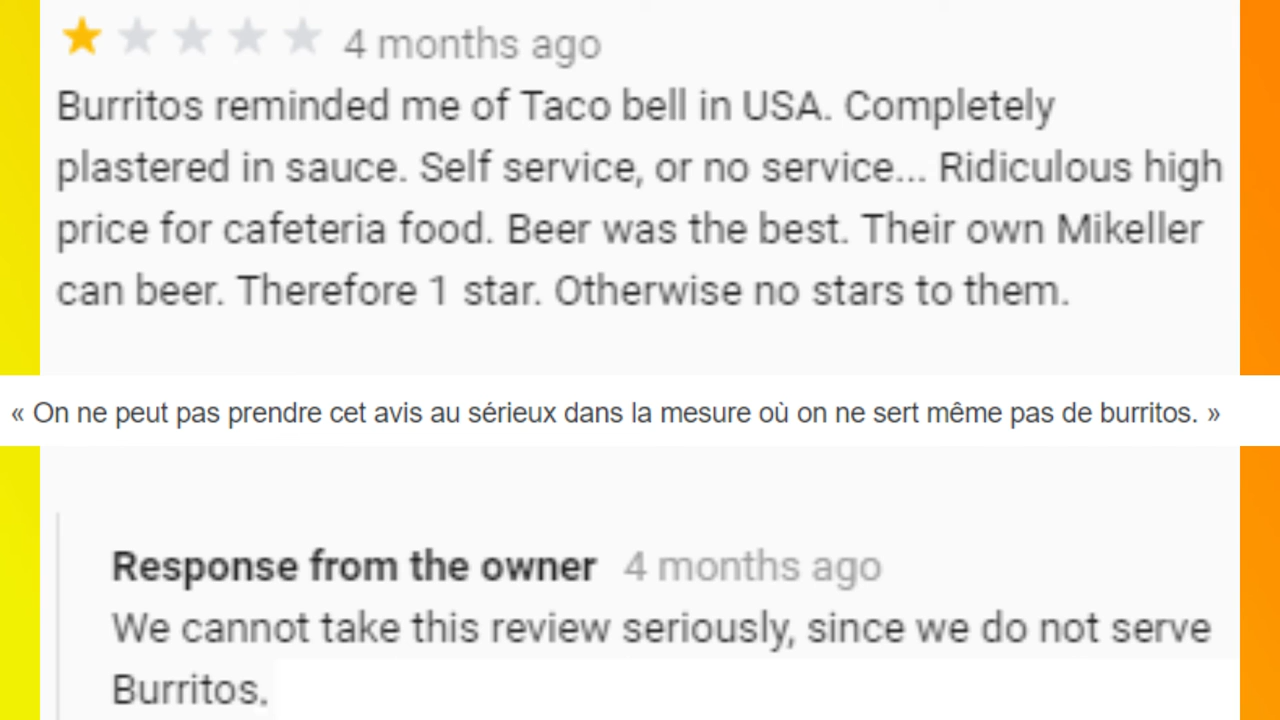 4 months ago
Burritos reminded me of Taco bell in USA. Completely
plastered in sauce. Self service, or no service... Ridiculous high
price for cafeteria food. Beer was the best. Their own Mikeller
can beer. Therefore 1 star. Otherwise no stars to them.
« On ne peut pas prendre cet avis au sérieux dans la mesure où on ne sert même pas de burritos. »
Response from the owner 4 months ago
We cannot take this review seriously, since we do not serve
Burritos.